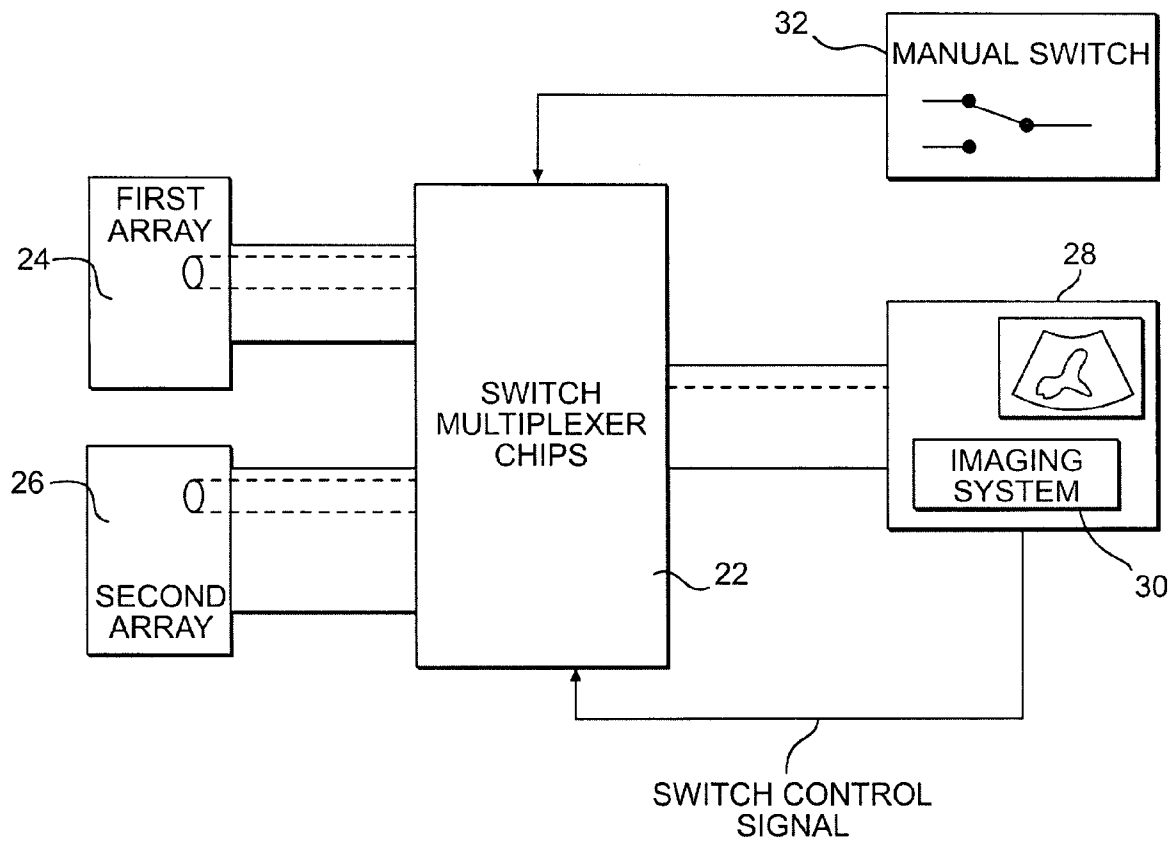 32
MANUAL SWITCH
FIRST
ARRAY
24
28
SWITCH
MULTIPLEXER
CHIPS
26
SECOND
ARRAY
IMAGING
SYSTEM
22
30
SWITCH CONTROL
SIGNAL